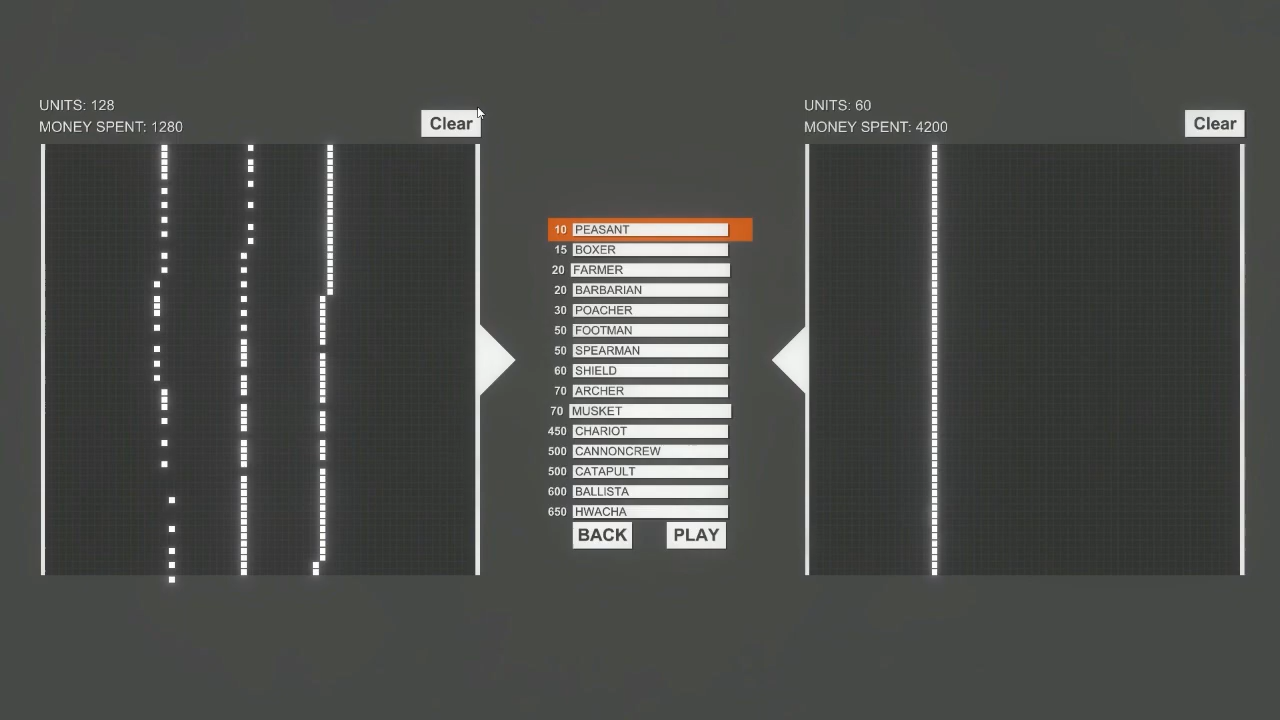 UNITS: 128
MONEY SPENT: 1280
Clear
UNITS: 60
MONEY SPENT: 4200
Clear
10 PEASANT
15 BOXER
20 FARMER
20 BARBARIAN
30 POACHER
50 FOOTMAN
50 SPEARMAN
60 SHIELD
70 ARCHER
70 MUSKET
450 CHARIOT
500 CANNONCREW
500 CATAPULT
600 BALLISTA
650 HWACHA
BACK PLAY